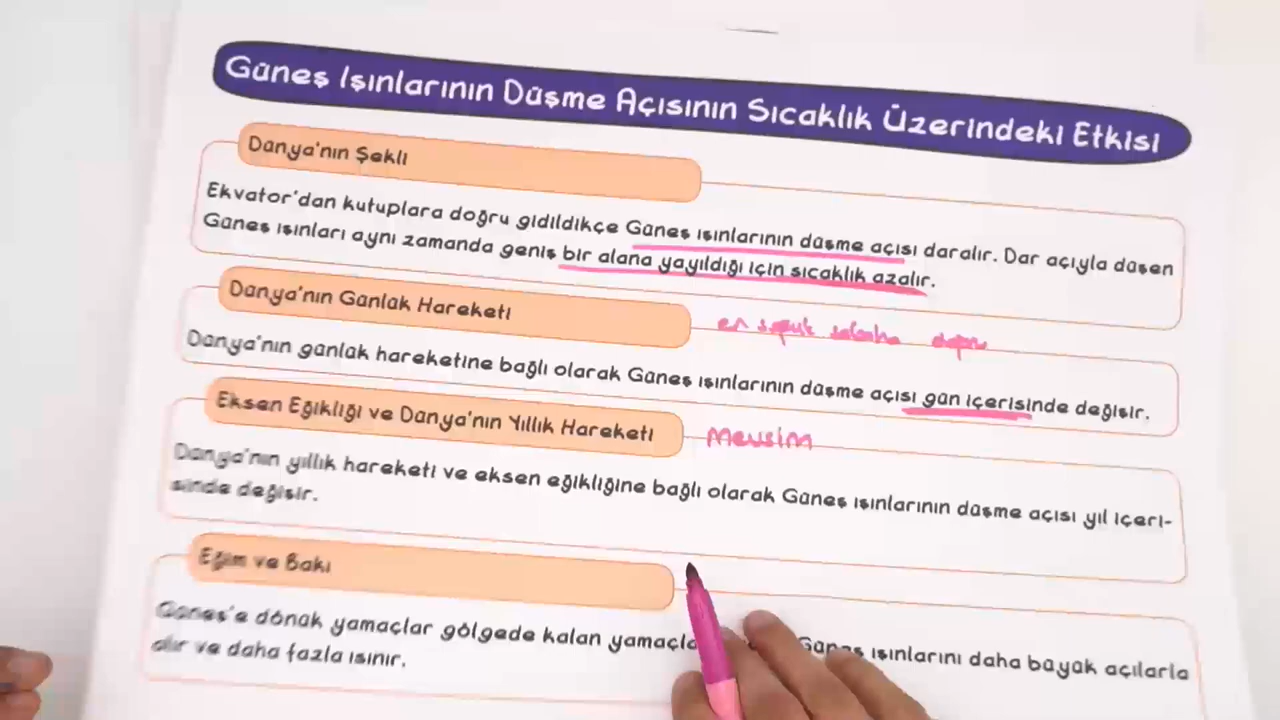 Güneş Işınlarının Düşme Açısının Sıcaklık Üzerindeki Etkisi
Dünya'nın Şekli
Ekvator'dan kutuplara doğru gidildikçe Güneş ışınlarının düşme açısı daralır. Dar açıyla düşen
Güneş ışınları aynı zamanda geniş bir alana yayıldığı için sıcaklık azalır.
Dünya'nın Günlük Hareketi
en soğuk sabaha doğru
Dünya'nın günlük hareketine bağlı olarak Güneş ışınlarının düşme açısı gün içerisinde değişir.
Eksen Eğikliği ve Dünya'nın Yıllık Hareketi
Mevsim
Dünya'nın yıllık hareketi ve eksen eğikliğine bağlı olarak Güneş ışınlarının düşme açısı yıl içeri-
sinde değişir.
Eğim ve Bakı
Güneş'e dönük yamaçlar gölgede kalan Güneş ışınlarını daha büyük açılarla
alır ve daha fazla ısınır.